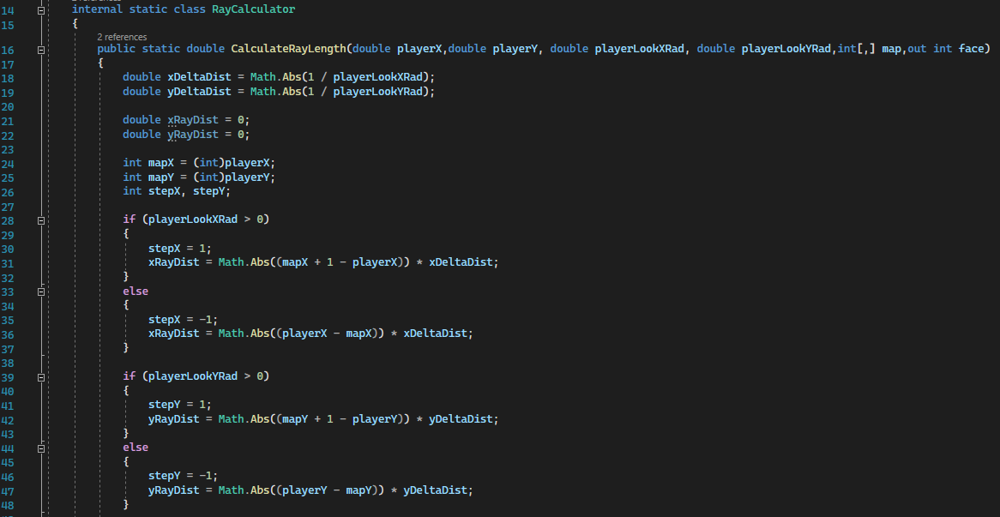 14 internal static class RayCalculator
15 {
2 references
16 public static double CalculateRayLength(double playerX,double playerY, double playerLookXRad, double playerLookYRad,int[,] map,out int face)
17 {
18 double xDeltaDist = Math.Abs(1 / playerLookXRad);
19 double yDeltaDist = Math.Abs(1 / playerLookYRad);
20
21 double xRayDist = 0;
22 double yRayDist = 0;
23
24 int mapX = (int)playerX;
25 int mapY = (int)playerY;
26 int stepX, stepY;
27
28 if (playerLookXRad > 0)
29 {
30 stepX = 1;
31 xRayDist = Math.Abs((mapX + 1 - playerX)) * xDeltaDist;
32 }
33 else
34 {
35 stepX = -1;
36 xRayDist = Math.Abs((playerX - mapX)) * xDeltaDist;
37 }
38
39 if (playerLookYRad > 0)
40 {
41 stepY = 1;
42 yRayDist = Math.Abs((mapY + 1 - playerY)) * yDeltaDist;
43 }
44 else
45 {
46 stepY = -1;
47 yRayDist = Math.Abs((playerY - mapY)) * yDeltaDist;
48 }